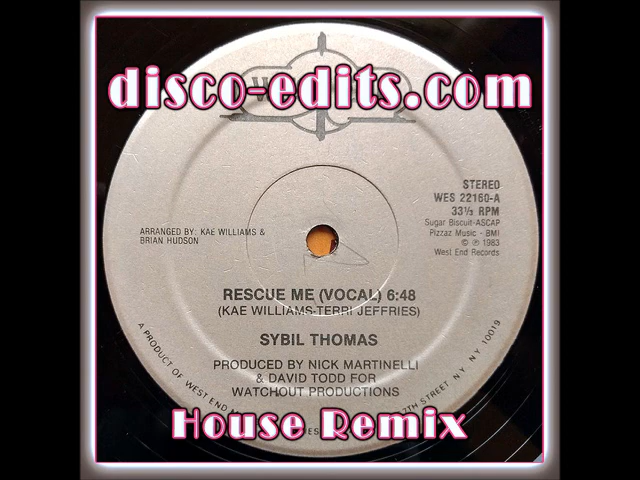 disco-edits.com
STEREO
WES 22160-A
33⅓ RPM
Sugar Biscuit-ASCAP
Pizzaz Music - BMI
© ℗ 1983
West End Records
ARRANGED BY: KAE WILLIAMS &
BRIAN HUDSON
RESCUE ME (VOCAL) 6:48
(KAE WILLIAMS-TERRI JEFFRIES)
SYBIL THOMAS
PRODUCED BY NICK MARTINELLI
& DAVID TODD FOR
WATCHOUT PRODUCTIONS
A PRODUCT OF WEST END
STREET, NY, NY 10019
House Remix